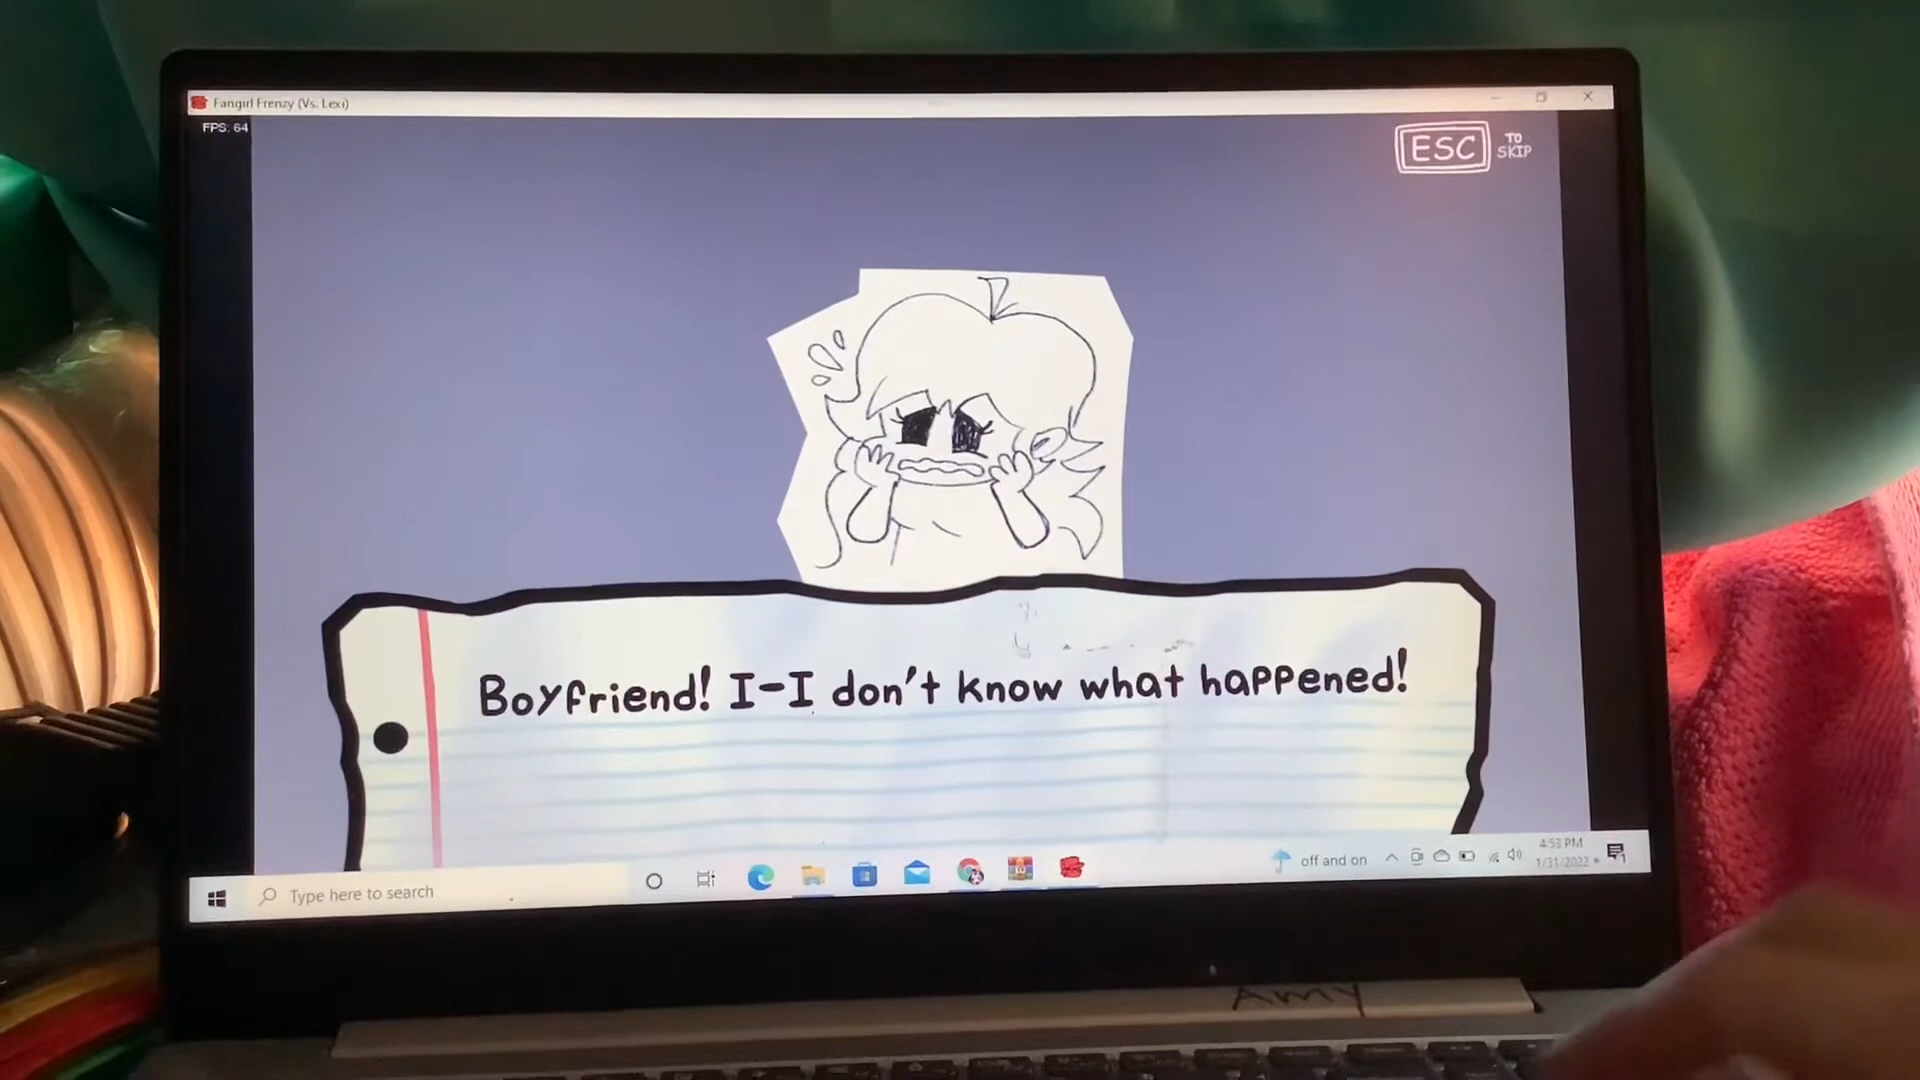 Fangirl Frenzy (Vs. Lexi)
FPS: 64
ESC TO SKIP
Boyfriend! I-I don't know what happened!
Type here to search
off and on
4:53 PM
1/31/2022
Amy